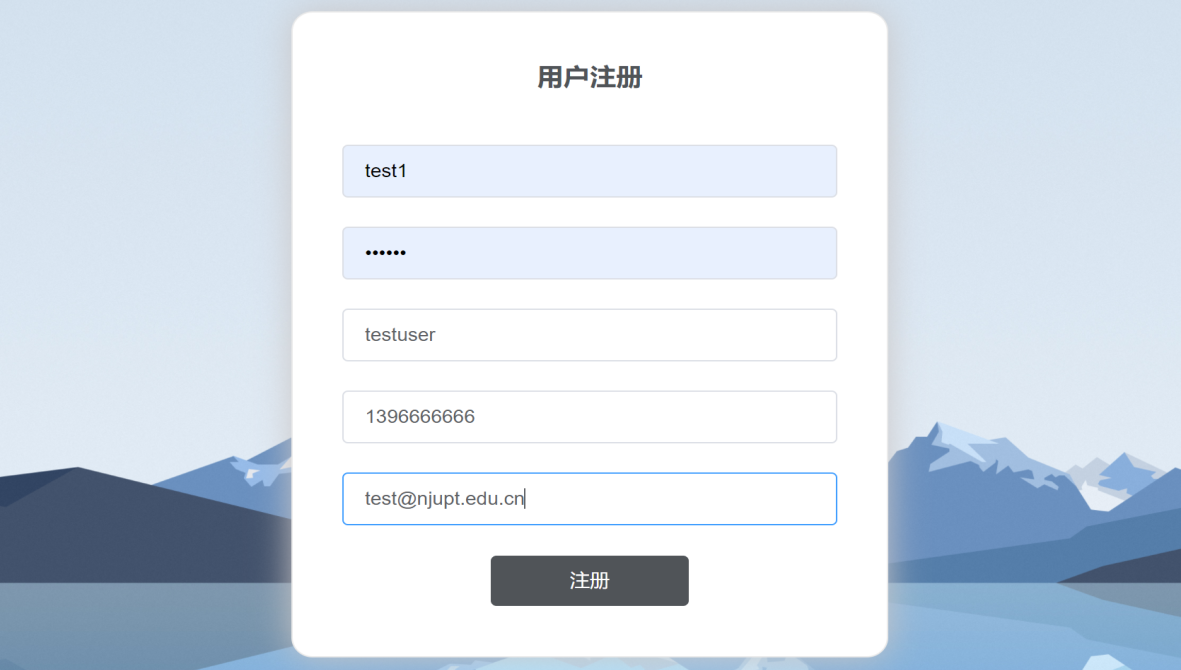 用户注册
test1
••••••
testuser
1396666666
test@njupt.edu.cn
注册